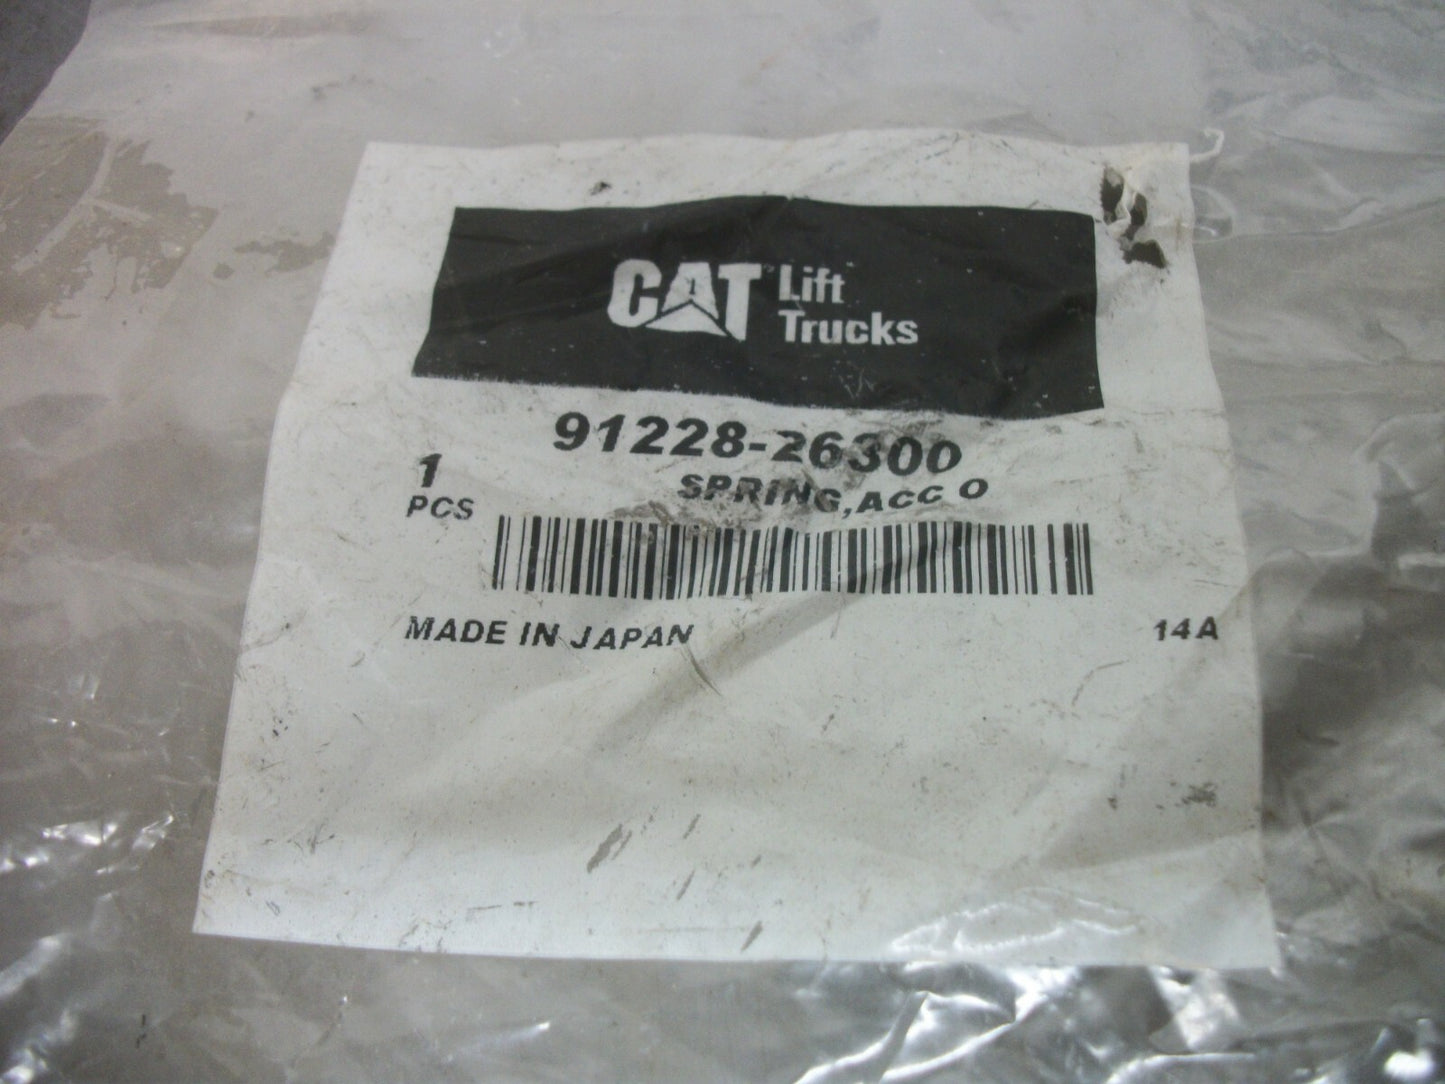 CAT Lift
Trucks
91228-26300
1
PCS
SPRING,ACC O
MADE IN JAPAN
14A